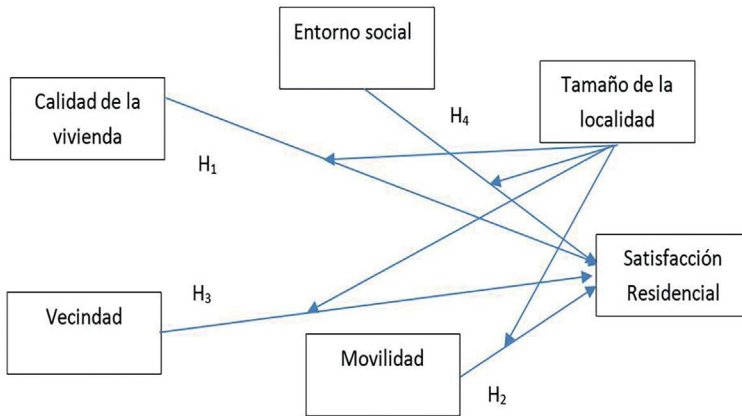 Entorno social
Calidad de la
vivienda
Tamaño de la
localidad
H₄
H₁
Satisfacción
Residencial
H₃
Vecindad
Movilidad
H₂